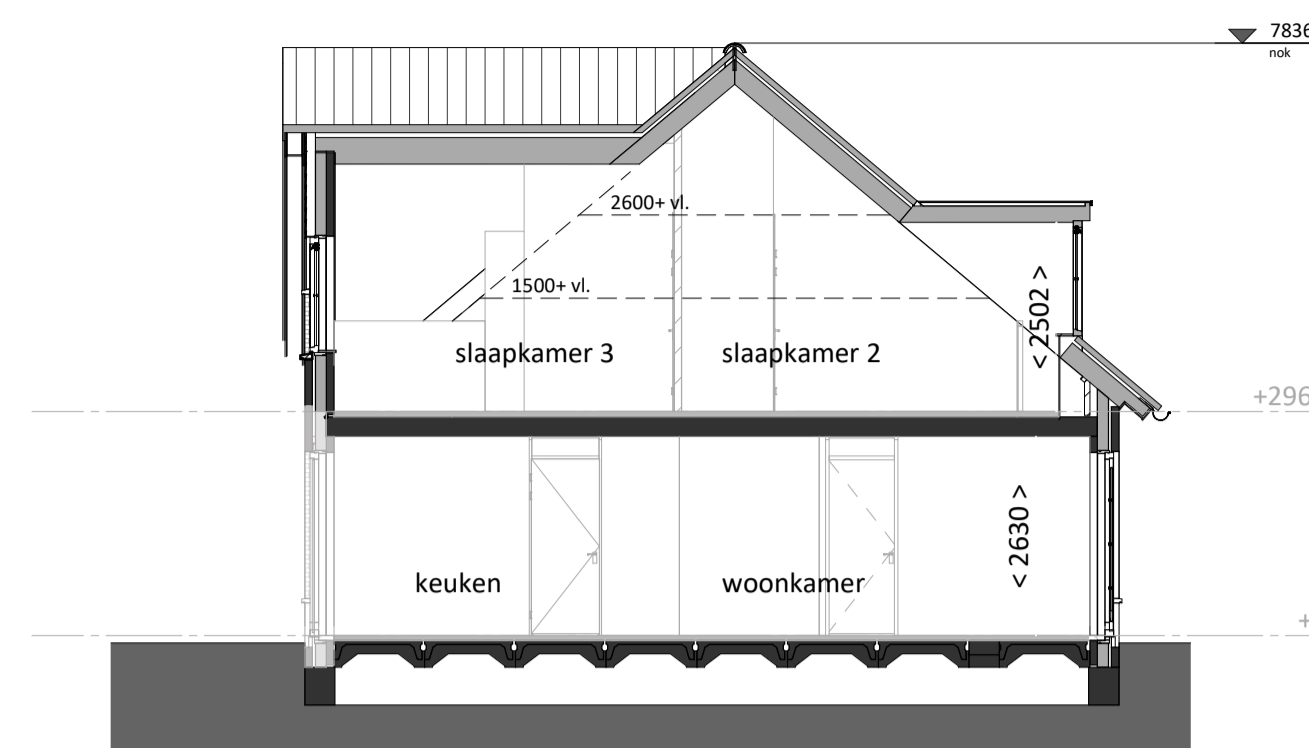 7836
nok
2600+ vl.
1500+ vl.
< 2502 >
slaapkamer 3
slaapkamer 2
+296
< 2630 >
keuken
woonkamer
+